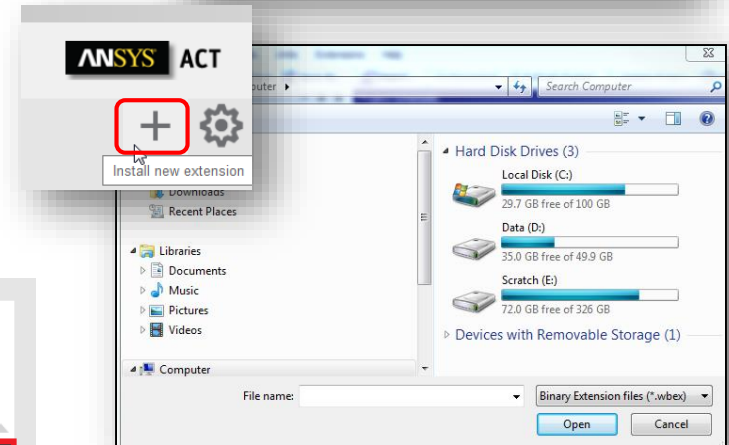 ANSYS ACT
Install new extension
Extensions Help
Search Computer
Downloads
Recent Places
Libraries
Documents
Music
Pictures
Videos
Computer
Hard Disk Drives (3)
Local Disk (C:)
29.7 GB free of 100 GB
Data (D:)
35.0 GB free of 49.9 GB
Scratch (E:)
72.0 GB free of 326 GB
Devices with Removable Storage (1)
File name:
Binary Extension files (*.wbex)
Open
Cancel